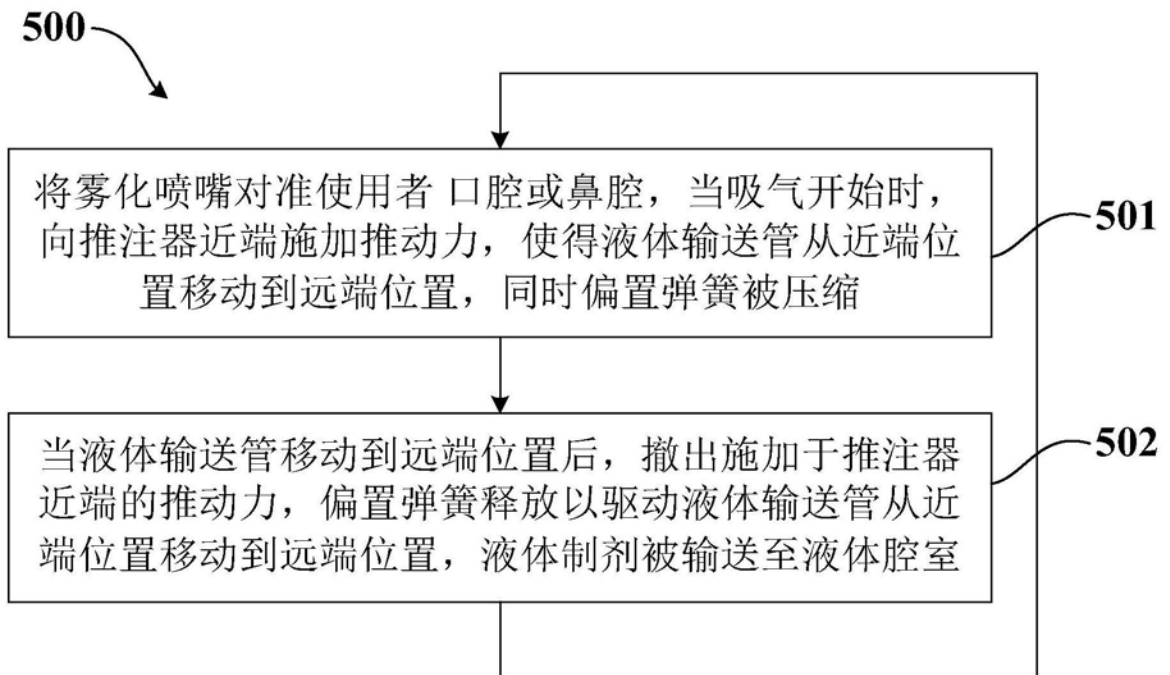 500
将雾化喷嘴对准使用者 口腔或鼻腔，当吸气开始时，
向推注器近端施加推动力，使得液体输送管从近端位
置移动到远端位置，同时偏置弹簧被压缩
501
当液体输送管移动到远端位置后，撤出施加于推注器
近端的推动力，偏置弹簧释放以驱动液体输送管从近
端位置移动到远端位置，液体制剂被输送至液体腔室
502